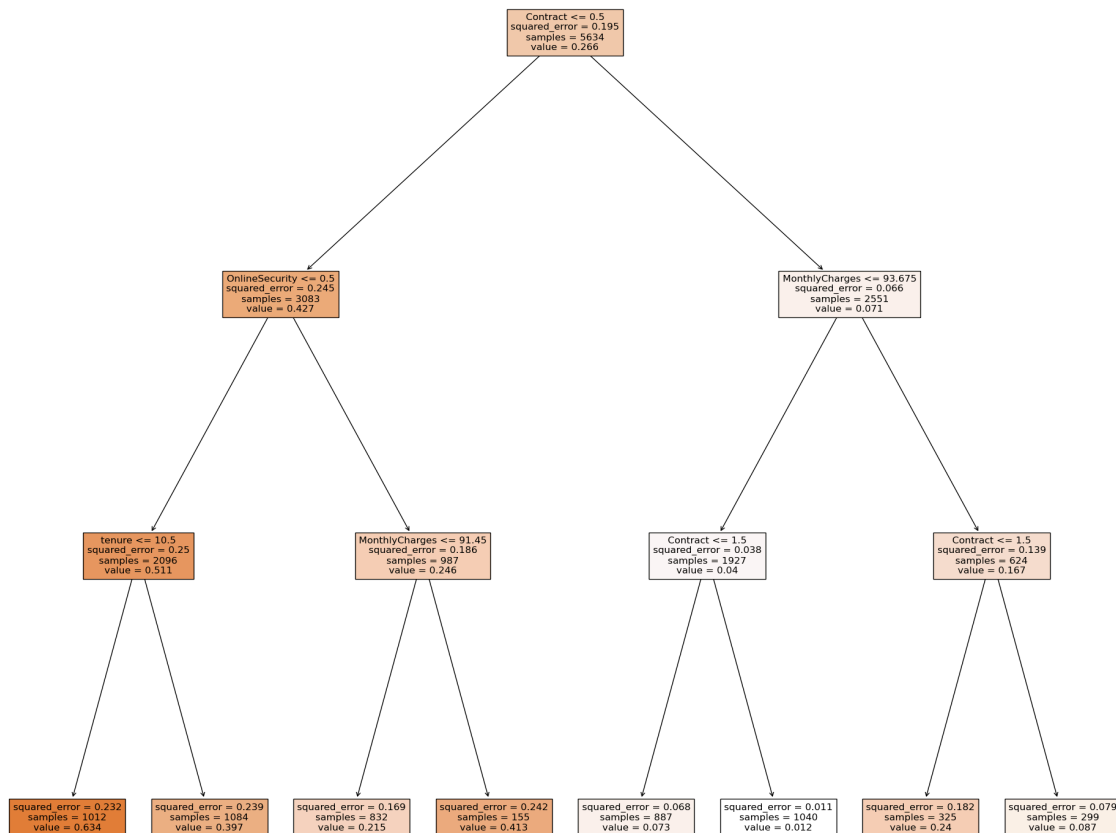 Contract <= 0.5
squared_error = 0.195
samples = 5634
value = 0.266
OnlineSecurity <= 0.5
squared_error = 0.245
samples = 3083
value = 0.427
MonthlyCharges <= 93.675
squared_error = 0.066
samples = 2551
value = 0.071
tenure <= 10.5
squared_error = 0.25
samples = 2096
value = 0.511
MonthlyCharges <= 91.45
squared_error = 0.186
samples = 987
value = 0.246
Contract <= 1.5
squared_error = 0.038
samples = 1927
value = 0.04
Contract <= 1.5
squared_error = 0.139
samples = 624
value = 0.167
squared_error = 0.232
samples = 1012
value = 0.634
squared_error = 0.239
samples = 1084
value = 0.397
squared_error = 0.169
samples = 832
value = 0.215
squared_error = 0.242
samples = 155
value = 0.413
squared_error = 0.068
samples = 887
value = 0.073
squared_error = 0.011
samples = 1040
value = 0.012
squared_error = 0.182
samples = 325
value = 0.24
squared_error = 0.079
samples = 299
value = 0.087